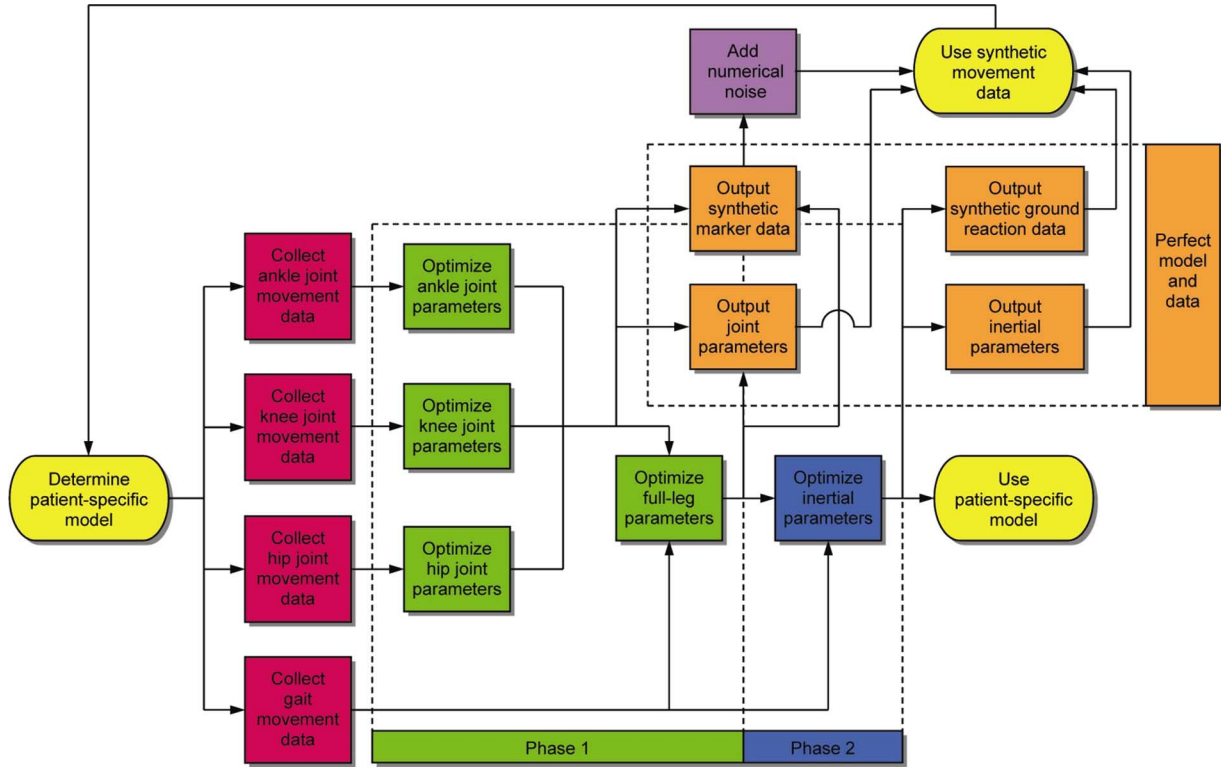 Add
numerical
noise
Use synthetic
movement
data
Output
synthetic
marker data
Output
synthetic ground
reaction data
Perfect
model
and
data
Collect
ankle joint
movement
data
Optimize
ankle joint
parameters
Output
joint
parameters
Output
inertial
parameters
Collect
knee joint
movement
data
Optimize
knee joint
parameters
Determine
patient-specific
model
Optimize
full-leg
parameters
Optimize
inertial
parameters
Use
patient-specific
model
Collect
hip joint
movement
data
Optimize
hip joint
parameters
Collect
gait
movement
data
Phase 1
Phase 2